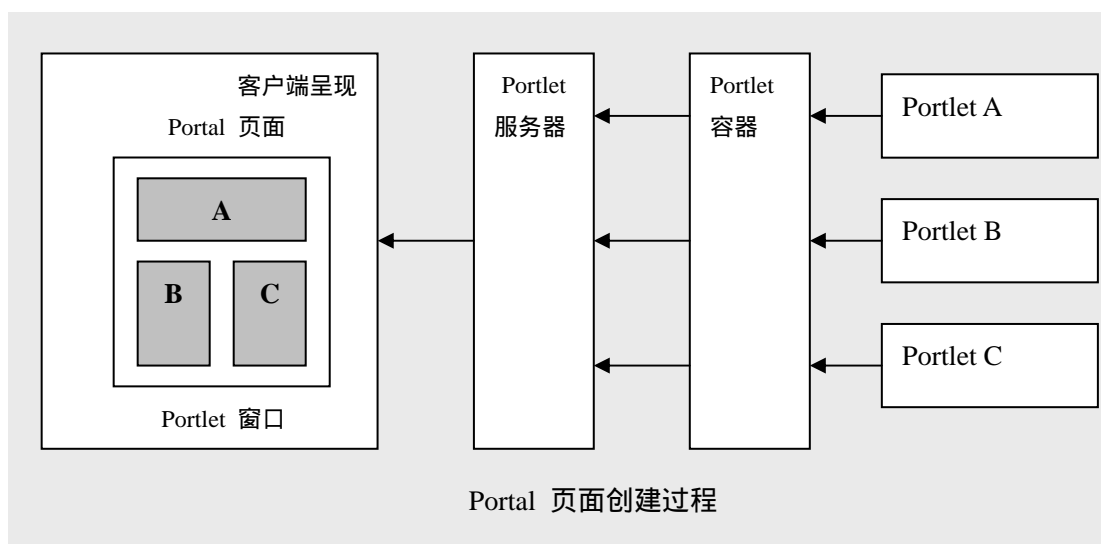 客户端呈现
Portal 页面
A
B
C
Portlet 窗口
Portlet
服务器
Portlet
容器
Portlet A
Portlet B
Portlet C
Portal 页面创建过程